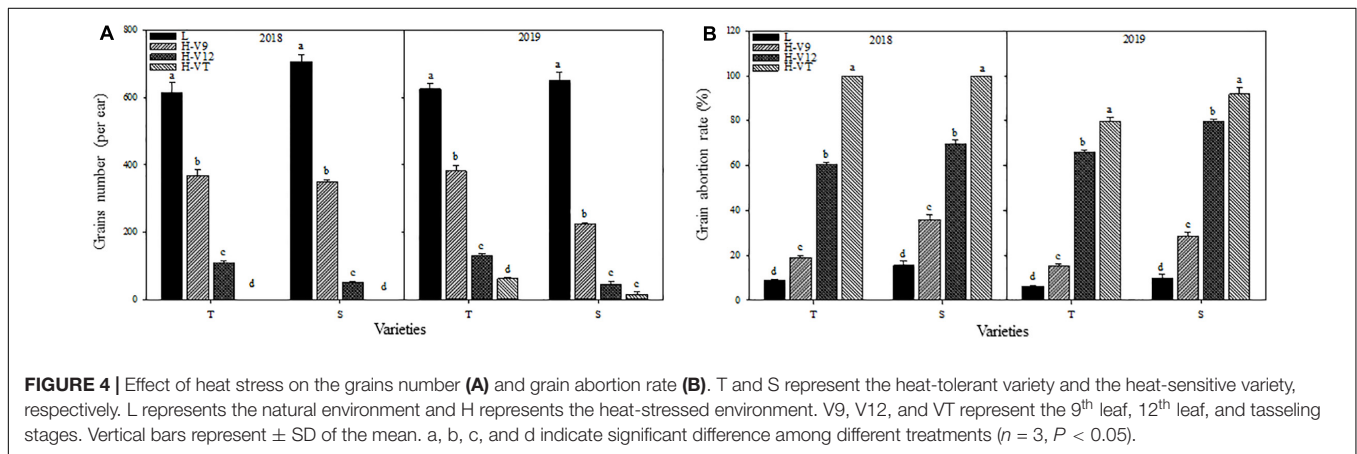 A
2018
2019
L
H-V9
H-V12
H-VT
800
600
400
200
0
Grains number (per ear)
a
b
c
d
a
b
c
d
a
b
c
d
a
b
c
c
T
S
T
S
Varieties
B
2018
2019
L
H-V9
H-V12
H-VT
120
100
80
60
40
20
0
Grain abortion rate (%)
d
c
b
a
d
c
b
a
d
c
b
a
d
c
b
a
T
S
T
S
Varieties
FIGURE 4 | Effect of heat stress on the grains number (A) and grain abortion rate (B). T and S represent the heat-tolerant variety and the heat-sensitive variety,
respectively. L represents the natural environment and H represents the heat-stressed environment. V9, V12, and VT represent the 9th leaf, 12th leaf, and tasseling
stages. Vertical bars represent ± SD of the mean. a, b, c, and d indicate significant difference among different treatments (n = 3, P < 0.05).